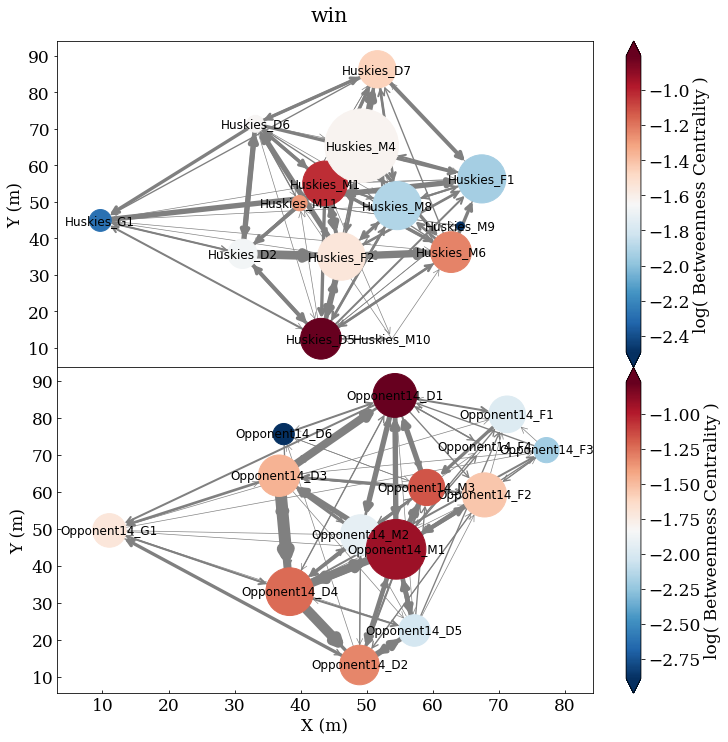 win
90
80
70
60
50
40
30
20
10
Y (m)
Huskies_D7
Huskies_D6
Huskies_M4
Huskies_M1
Huskies_F1
Huskies_M11
Huskies_M8
Huskies_G1
Huskies_M9
Huskies_D2
Huskies_F2
Huskies_M6
Huskies_D5
Huskies_M10
−1.0
−1.2
−1.4
−1.6
−1.8
−2.0
−2.2
−2.4
log( Betweenness Centrality )
90
80
70
60
50
40
30
20
10
Y (m)
Opponent14_D1
Opponent14_F1
Opponent14_D6
Opponent14_F4
Opponent14_F3
Opponent14_D3
Opponent14_M3
Opponent14_F2
Opponent14_G1
Opponent14_M2
Opponent14_M1
Opponent14_D4
Opponent14_D5
Opponent14_D2
−1.00
−1.25
−1.50
−1.75
−2.00
−2.25
−2.50
−2.75
log( Betweenness Centrality )
10 20 30 40 50 60 70 80
X (m)